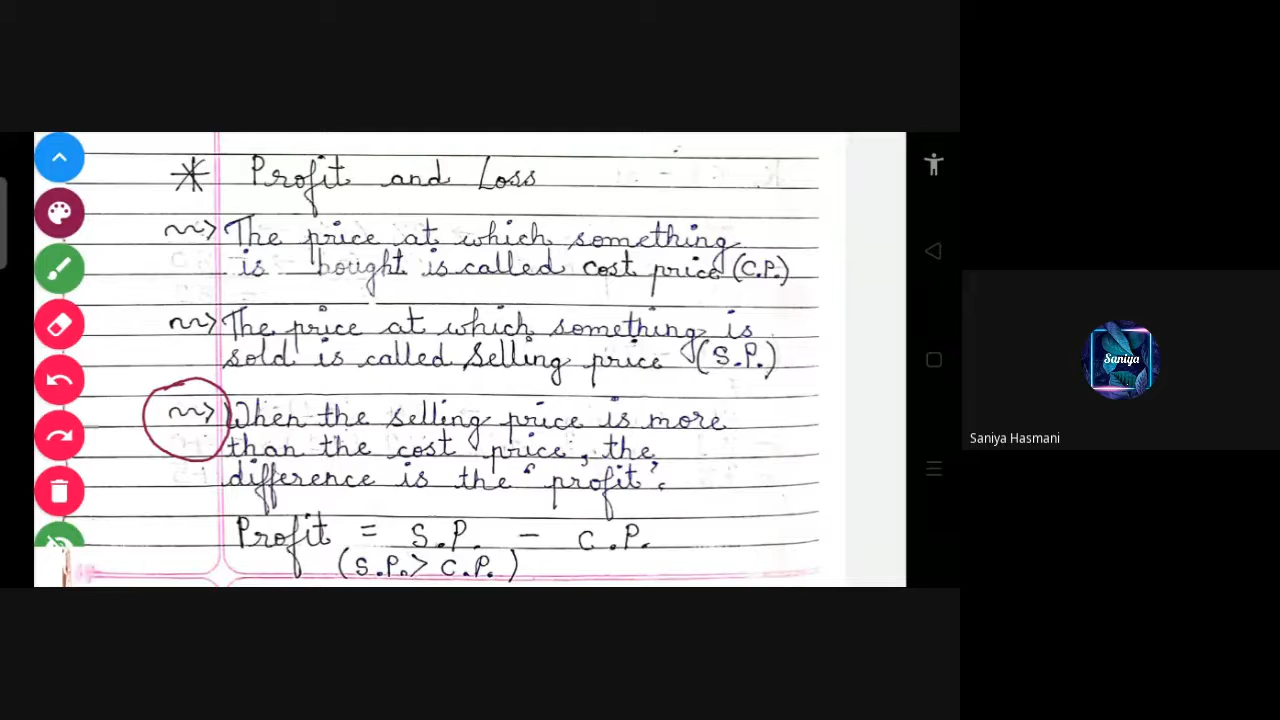 * Profit and Loss
~> The price at which something
is bought is called cost price (C.P.)
~> The price at which something is
sold is called Selling price (S.P.)
~> When the selling price is more
than the cost price, the
difference is the "profit".
Profit = S.P. - C.P.
(S.P. > C.P.)
Saniya
Saniya Hasmani